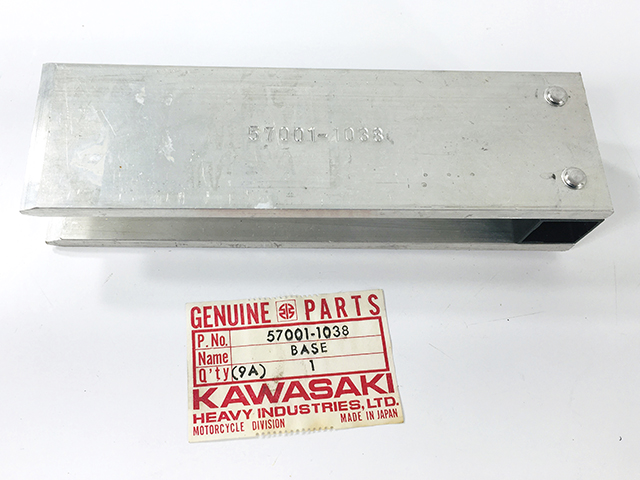 57001-1038
GENUINE PARTS
P.No. 57001-1038
Name BASE
Q'ty (9A) 1
KAWASAKI
HEAVY INDUSTRIES, LTD.
MOTORCYCLE DIVISION MADE IN JAPAN